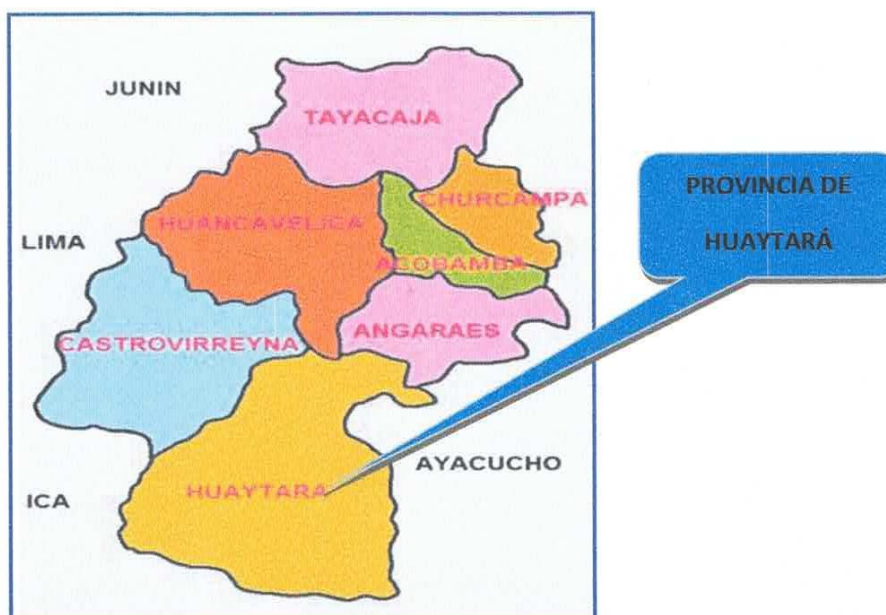 JUNIN
TAYACAJA
CHURCAMPA
PROVINCIA DE
HUAYTARÁ
HUANCAVELICA
LIMA
ACOBAMBA
CASTROVIRREYNA
ANGARAES
AYACUCHO
HUAYTARA
ICA